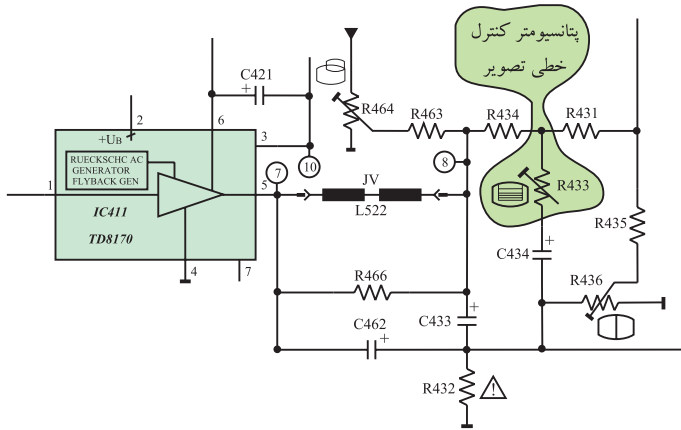 پتانسیومتر کنترل
خطی تصویر
C421
R464
R463
R434
R431
2
6
+UB
3
10
7
8
RUECKSCHC AC
GENERATOR
FLYBACK GEN
1
5
JV
L522
R433
R435
IC411
TD8170
4
7
C434
R466
R436
C462
C433
R432
!